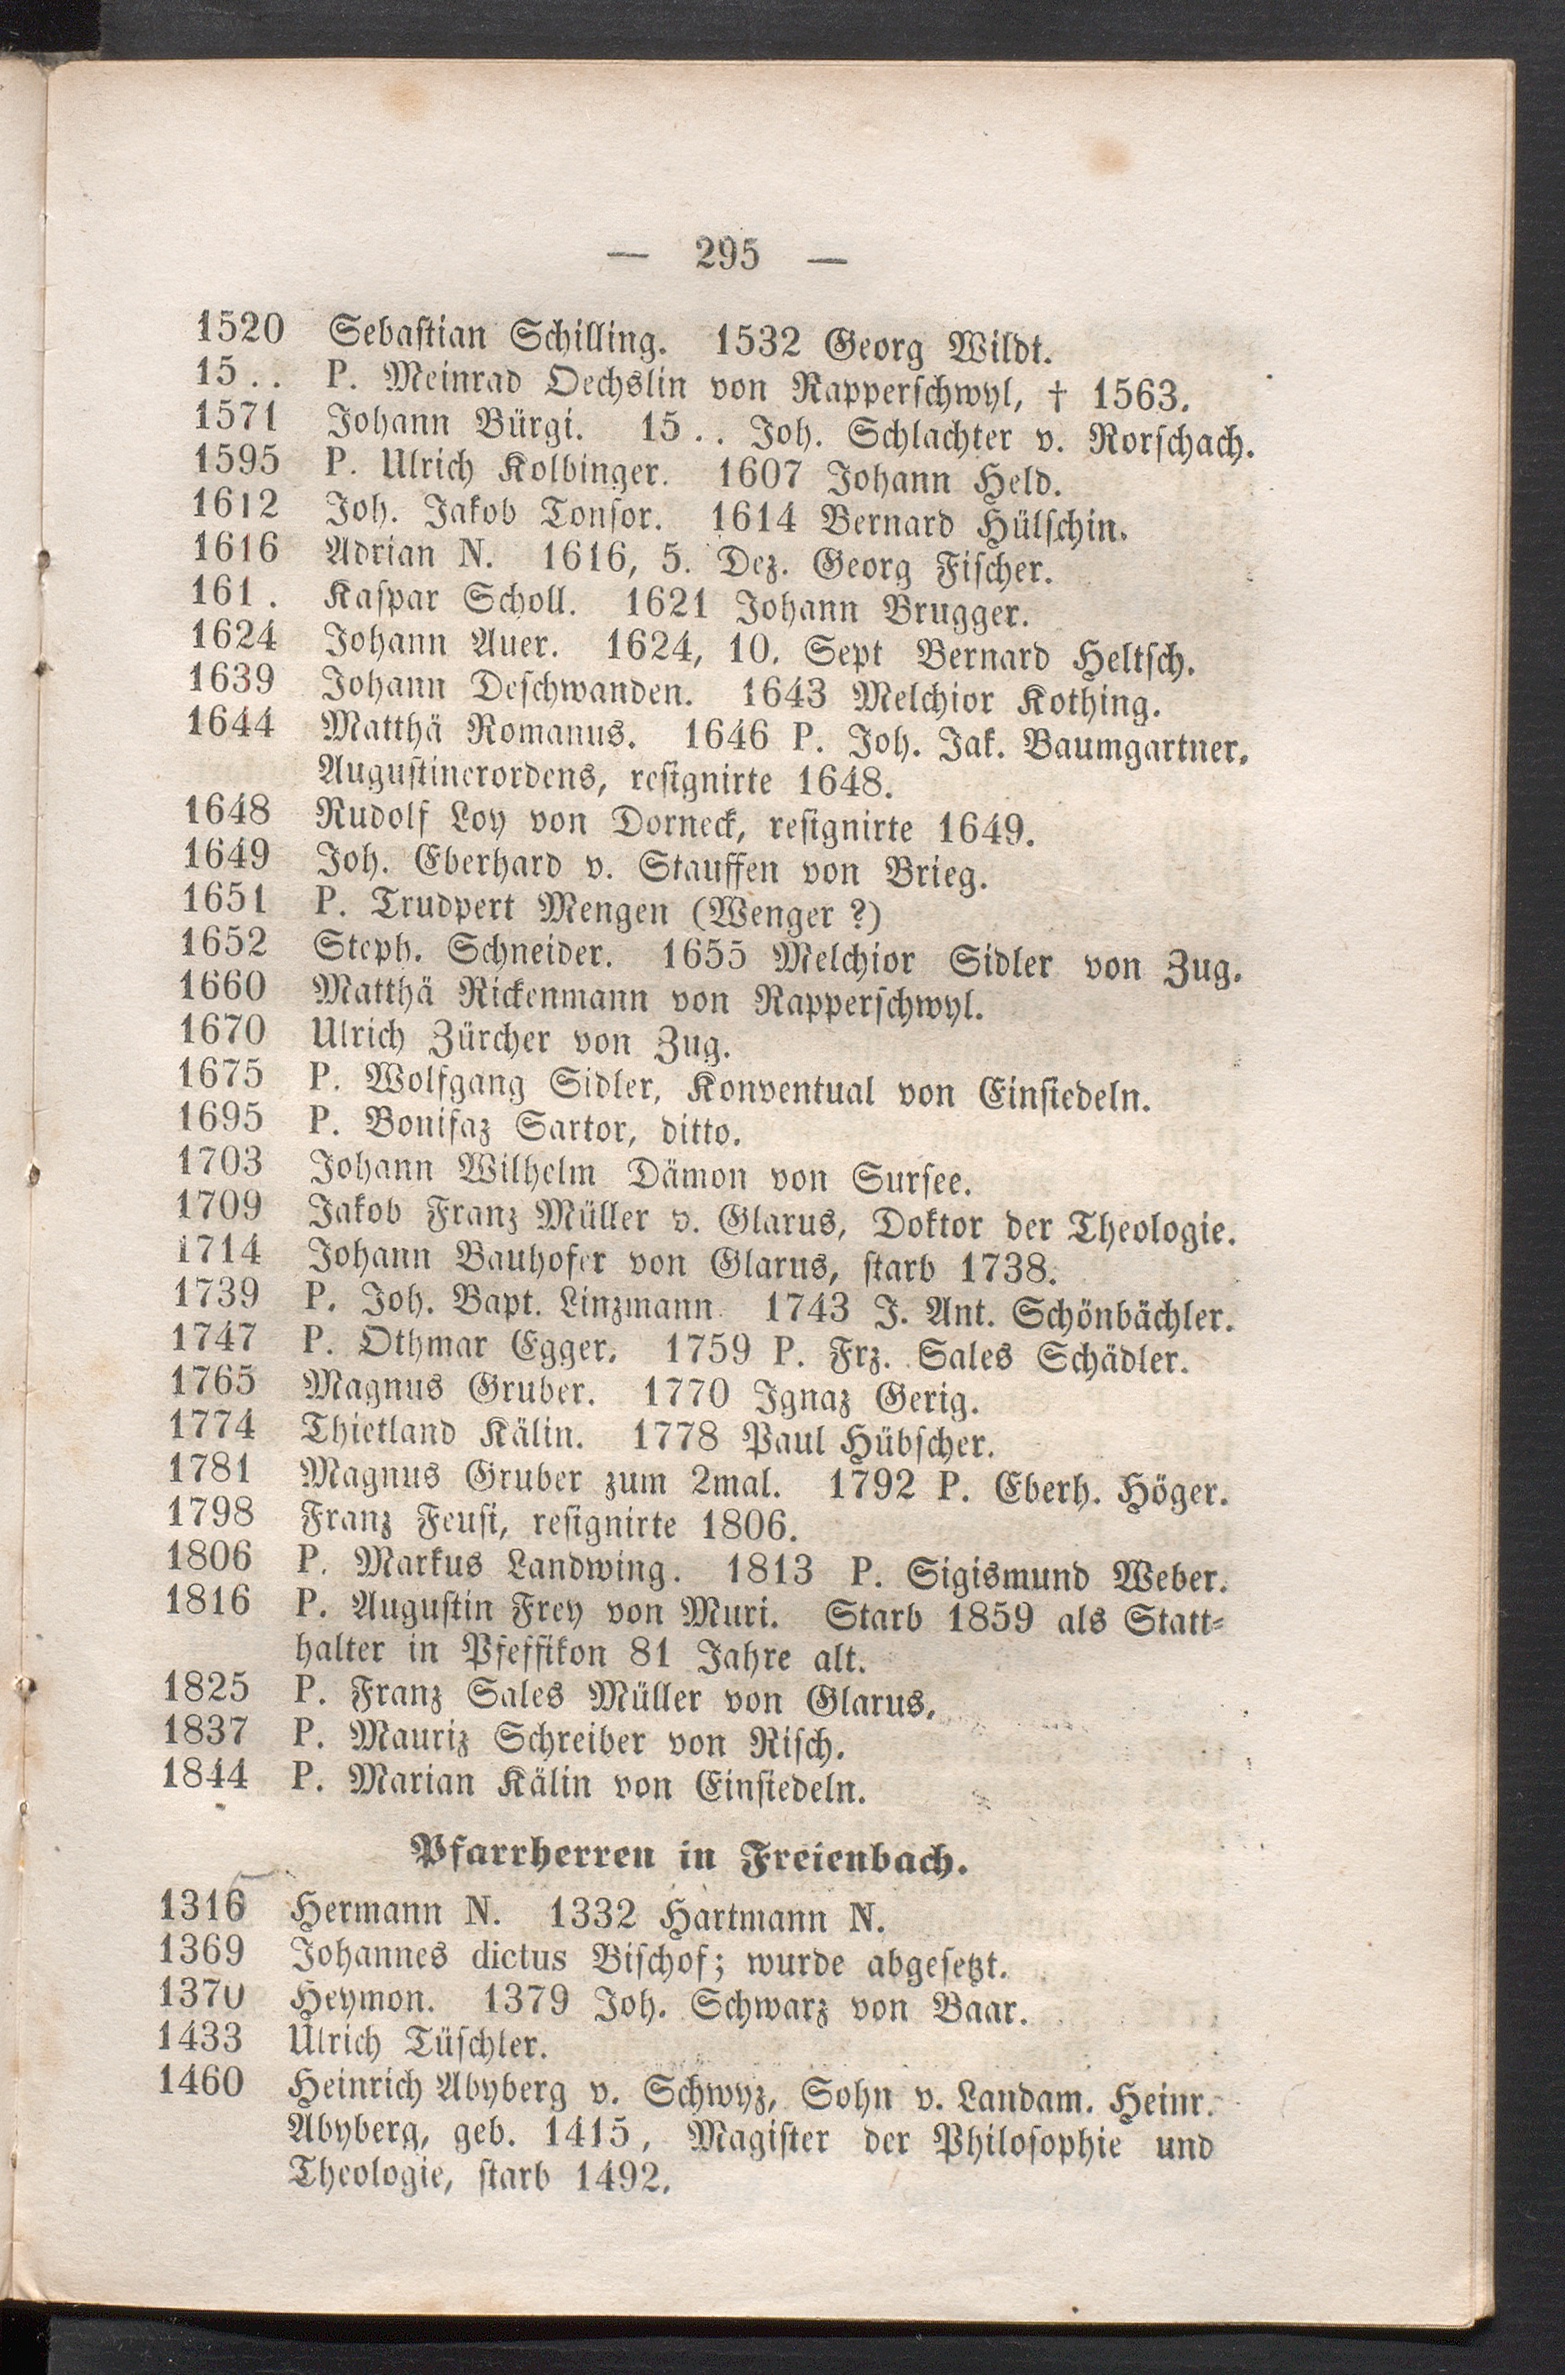 — 295 —
1520 Sebastian Schilling. 1532 Georg Wildt.
15.. P. Meinrad Oechslin von Rapperschwyl, † 1563.
1571 Johann Bürgi. 15.. Joh. Schlachter v. Rorschach.
1595 P. Ulrich Kolbinger. 1607 Johann Held.
1612 Joh. Jakob Tonsor. 1614 Bernard Hülschin.
1616 Adrian N. 1616, 5. Dez. Georg Fischer.
161. Kaspar Scholl. 1621 Johann Brugger.
1624 Johann Auer. 1624, 10. Sept Bernard Heltsch.
1639 Johann Deschwanden. 1643 Melchior Kothing.
1644 Matthä Romanus. 1646 P. Joh. Jak. Baumgartner,
Augustinerordens, resignirte 1648.
1648 Rudolf Loy von Dorneck, resignirte 1649.
1649 Joh. Eberhard v. Stauffen von Brieg.
1651 P. Trudpert Mengen (Wenger ?)
1652 Steph. Schneider. 1655 Melchior Sidler von Zug.
1660 Matthä Rickenmann von Rapperschwyl.
1670 Ulrich Zürcher von Zug.
1675 P. Wolfgang Sidler, Konventual von Einsiedeln.
1695 P. Bonifaz Sartor, ditto.
1703 Johann Wilhelm Dämon von Sursee.
1709 Jakob Franz Müller v. Glarus, Doktor der Theologie.
1714 Johann Bauhofer von Glarus, starb 1738.
1739 P. Joh. Bapt. Linzmann. 1743 J. Ant. Schönbächler.
1747 P. Othmar Egger. 1759 P. Frz. Sales Schädler.
1765 Magnus Gruber. 1770 Ignaz Gerig.
1774 Thietland Kälin. 1778 Paul Hübscher.
1781 Magnus Gruber zum 2mal. 1792 P. Eberh. Höger.
1798 Franz Feusi, resignirte 1806.
1806 P. Markus Landwing. 1813 P. Sigismund Weber.
1816 P. Augustin Frey von Muri. Starb 1859 als Statt-
halter in Pfeffikon 81 Jahre alt.
1825 P. Franz Sales Müller von Glarus.
1837 P. Mauriz Schreiber von Risch.
1844 P. Marian Kälin von Einsiedeln.
Pfarrherren in Freienbach.
1316 Hermann N. 1332 Hartmann N.
1369 Johannes dictus Bischof; wurde abgesetzt.
1370 Heymon. 1379 Joh. Schwarz von Baar.
1433 Ulrich Tüschler.
1460 Heinrich Abyberg v. Schwyz, Sohn v. Landam. Heinr.
Abyberg, geb. 1415, Magister der Philosophie und
Theologie, starb 1492.